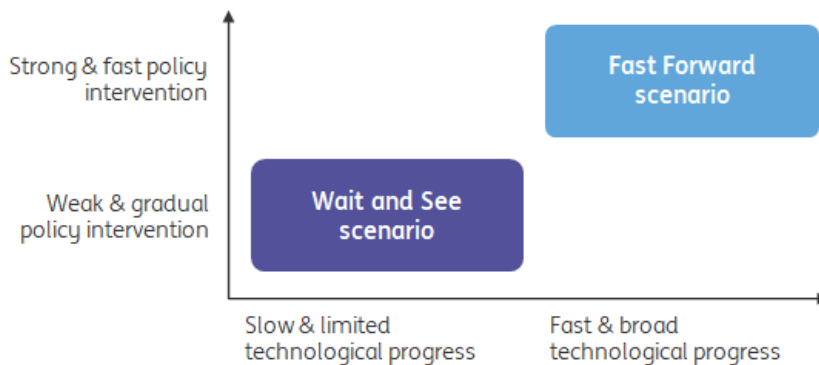 Strong & fast policy
intervention
Fast Forward
scenario
Weak & gradual
policy intervention
Wait and See
scenario
Slow & limited
technological progress
Fast & broad
technological progress